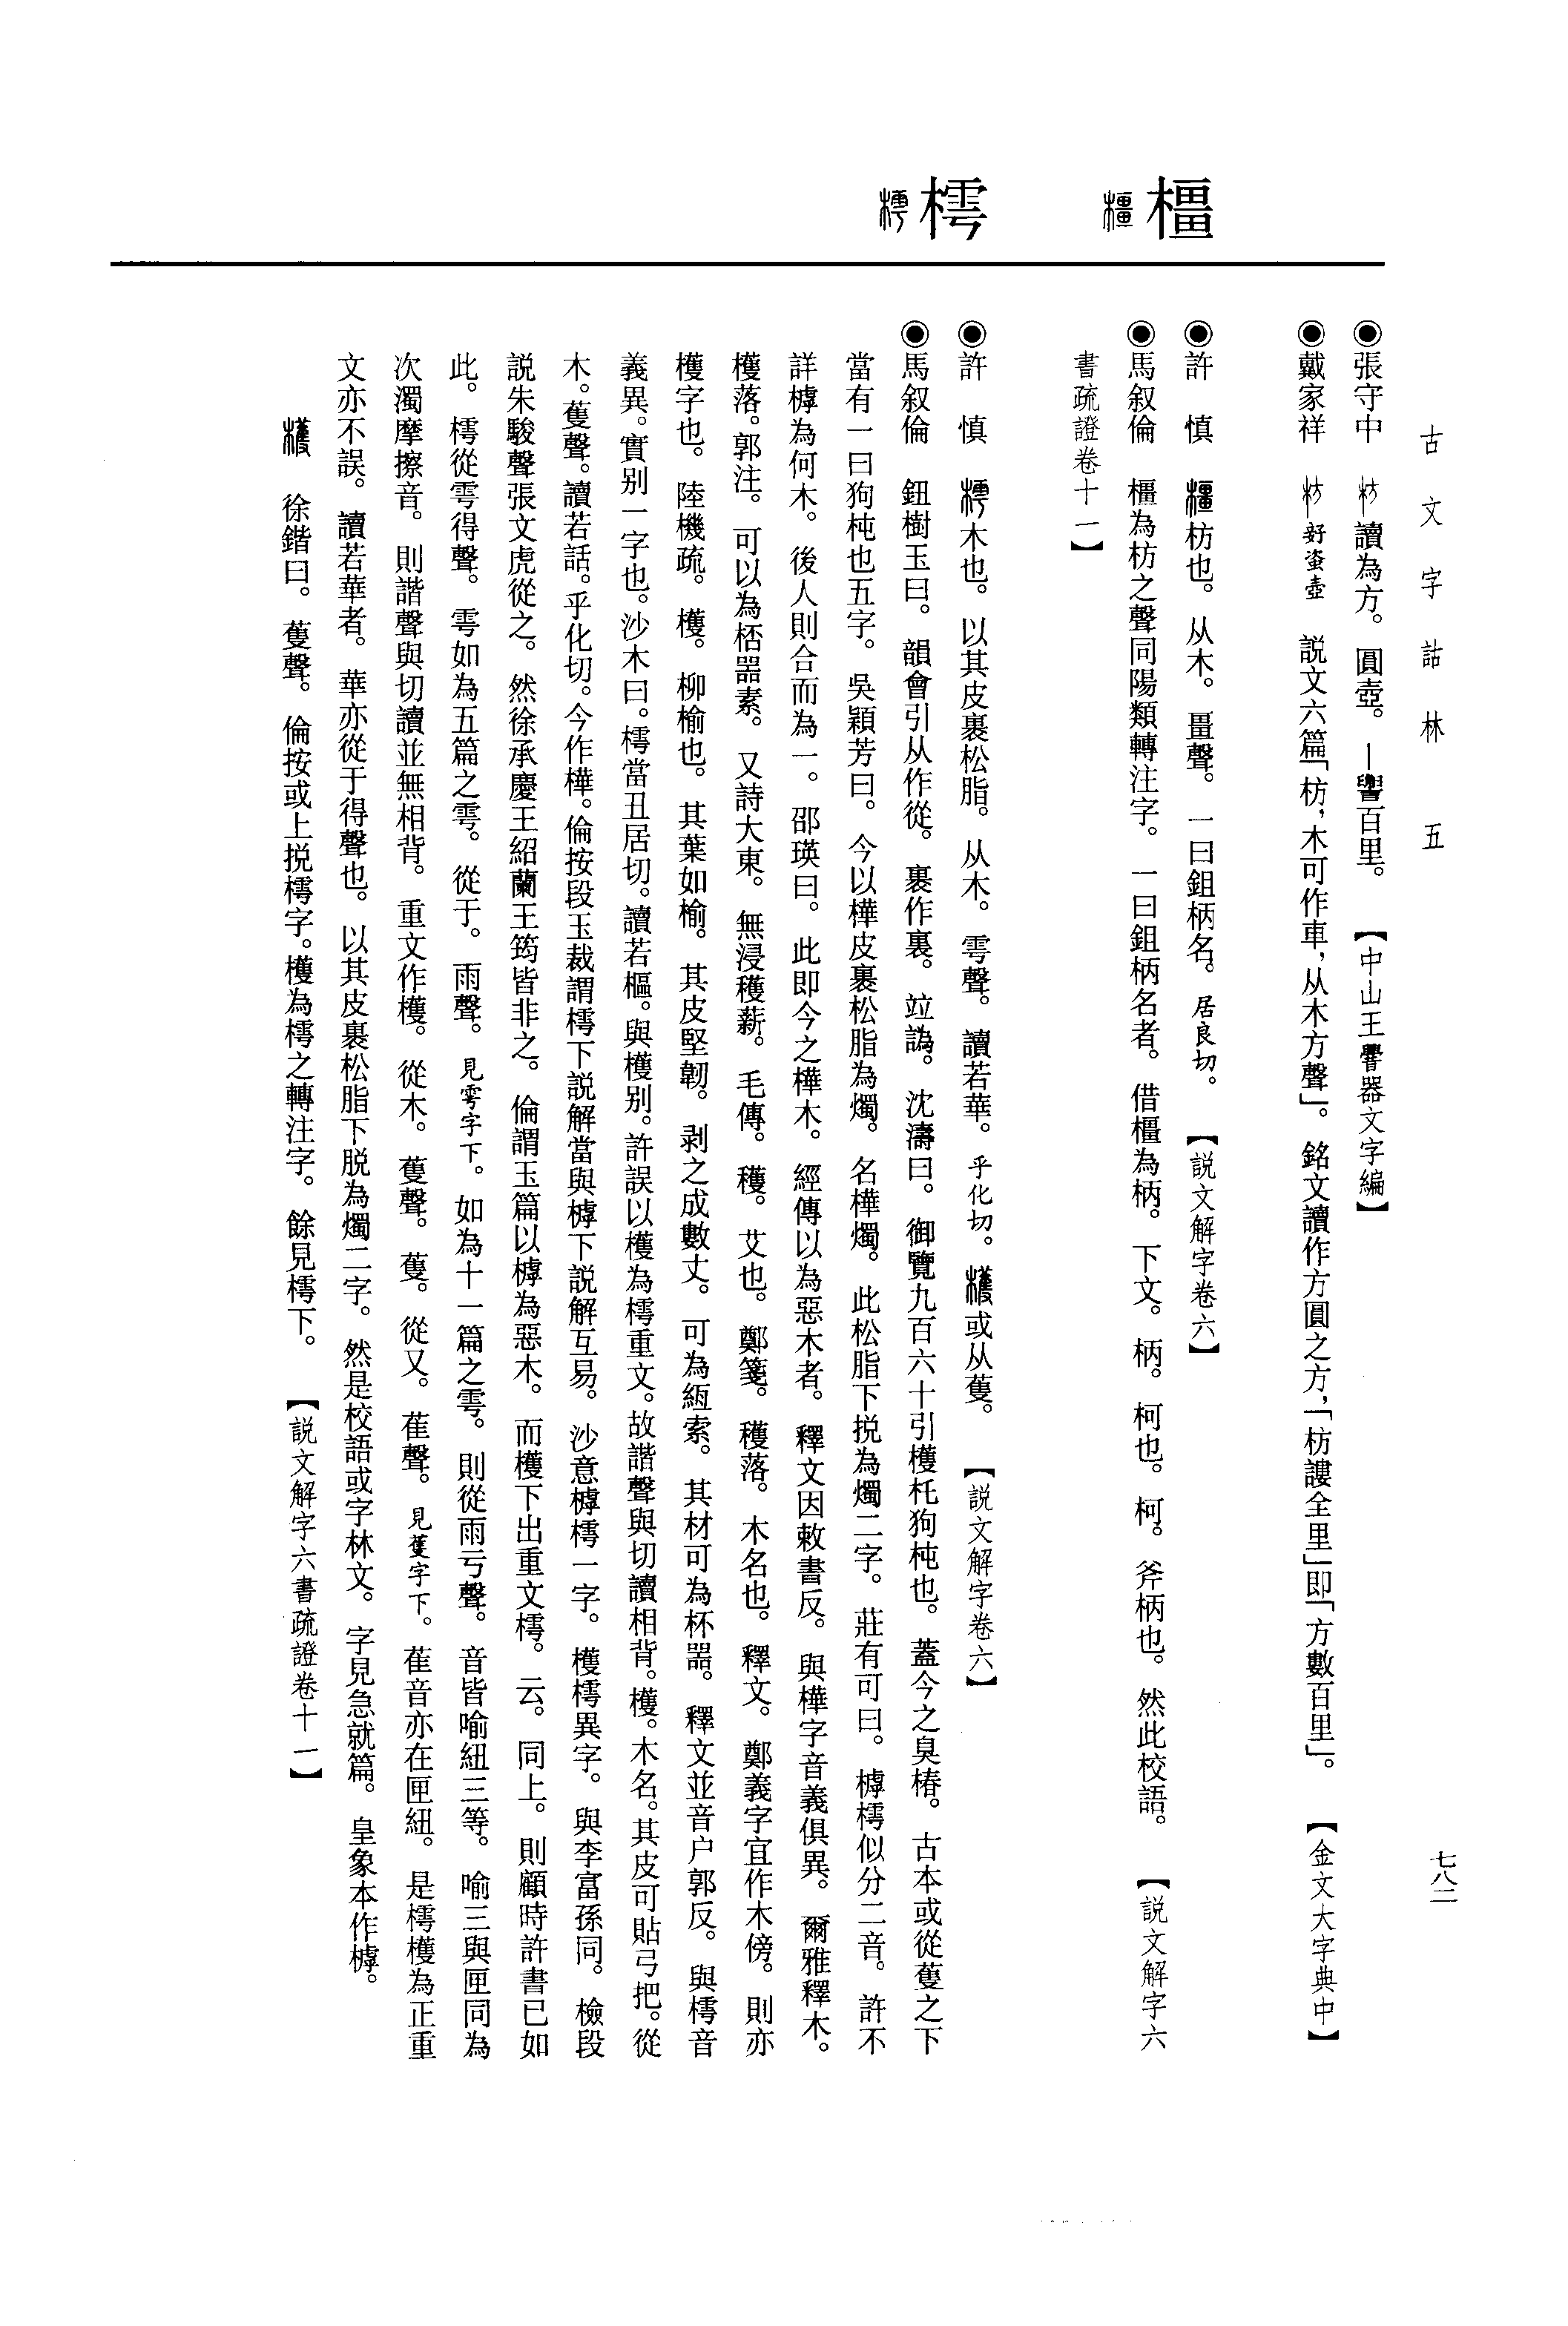 古文字詁林 五
七八二
橿
樗
◉張守中 讀為方。圓壺。—百里。 【中山王器文字編】
◉戴家祥 𧊒壺 説文六篇「枋，木可作車，从木方聲」。銘文讀作方圓之方，「枋謱全里」即「方數百里」。 【金文大字典中】
◉許 慎 橿枋也。从木。畺聲。一曰鉏柄名。居良切。 【説文解字卷六】
◉馬叙倫 橿為枋之聲同陽類轉注字。一曰鉏柄名者。借橿為柄。下文。柄。柯也。柯。斧柄也。然此校語。 【説文解字六
書疏證卷十一】
◉許 慎 樗木也。以其皮裹松脂。从木。雩聲。讀若華。乎化切。檴或从蒦。 【説文解字卷六】
◉馬叙倫 鈕樹玉曰。韻會引从作從。裹作裏。竝譌。沈濤曰。御覽九百六十引檴杔狗杶也。蓋今之臭椿。古本或從蒦之下
當有一曰狗杶也五字。吳穎芳曰。今以樺皮裹松脂為燭。名樺燭。此松脂下挩為燭二字。莊有可曰。樗樗似分二音。許不
詳樗為何木。後人則合而為一。邵瑛曰。此即今之樺木。經傳以為惡木者。釋文因敕書反。與樺字音義俱異。爾雅釋木。
檴落。郭注。可以為桮器素。又詩大東。無浸穫薪。毛傳。穫。艾也。鄭箋。穫落。木名也。釋文。鄭義字宜作木傍。則亦
檴字也。陸機疏。檴。柳榆也。其葉如榆。其皮堅韌。剥之成數丈。可為絚索。其材可為杯器。釋文並音户郭反。與樗音
義異。實别一字也。沙木曰。樗當丑居切。讀若樞。與檴别。許誤以檴為樗重文。故諧聲與切讀相背。檴。木名。其皮可貼弓把。從
木。蒦聲。讀若話。乎化切。今作樺。倫按段玉裁謂樗下説解當與樗下説解互易。沙意樗樗一字。檴樗異字。與李富孫同。檢段
説朱駿聲張文虎從之。然徐承慶王紹蘭王筠皆非之。倫謂玉篇以樗為惡木。而檴下出重文樗。云。同上。則顧時許書已如
此。樗從雩得聲。雩如為五篇之雩。從于。雨聲。見雩字下。如為十一篇之雩。則從雨亏聲。音皆喻紐三等。喻三與匣同為
次濁摩擦音。則諧聲與切讀並無相背。重文作檴。從木。蒦聲。蒦。從又。萑聲。見蒦字下。萑音亦在匣紐。是樗檴為正重
文亦不誤。讀若華者。華亦從于得聲也。以其皮裹松脂下脱為燭二字。然是校語或字林文。字見急就篇。皇象本作樗。
檴 徐鍇曰。蒦聲。倫按或上挩樗字。檴為樗之轉注字。餘見樗下。 【説文解字六書疏證卷十一】